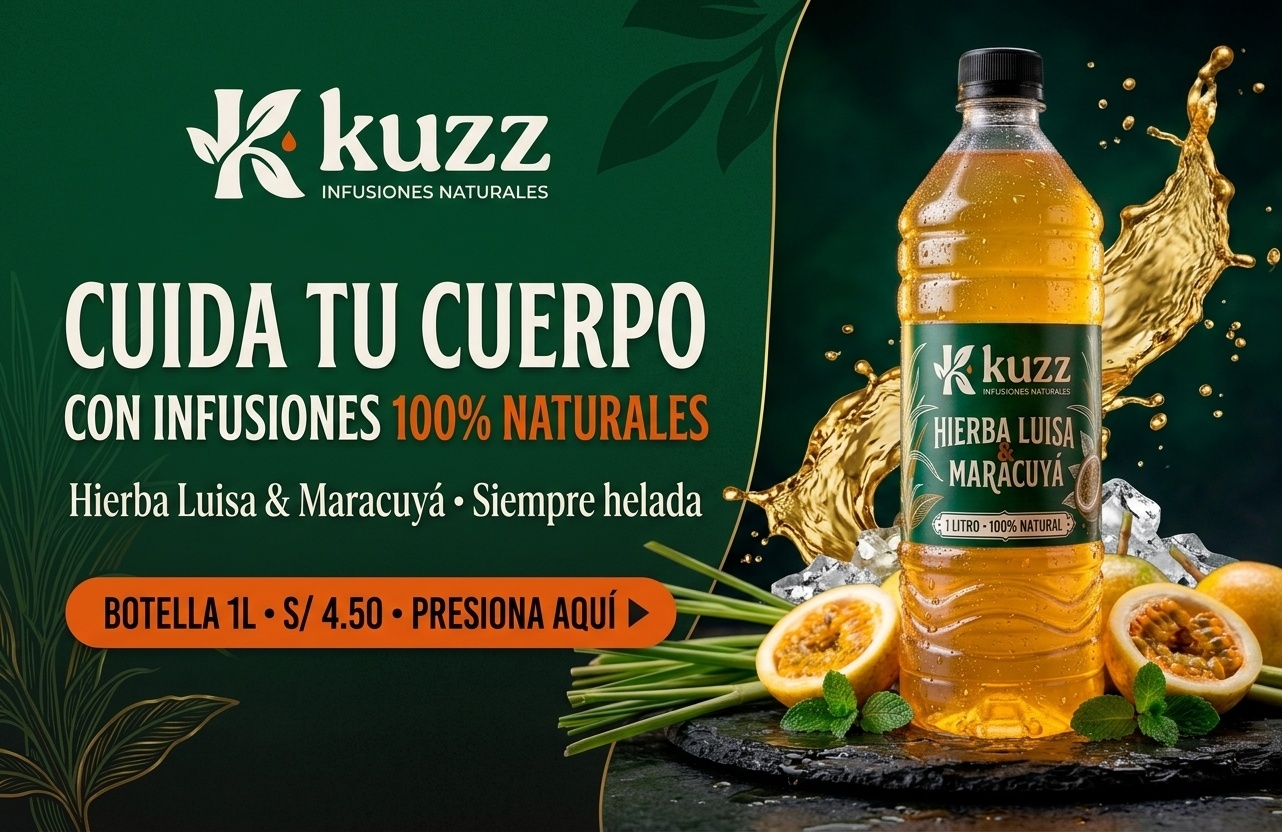 kuzz
INFUSIONES NATURALES
CUIDA TU CUERPO
CON INFUSIONES 100% NATURALES
Hierba Luisa & Maracuyá • Siempre helada
BOTELLA 1L • S/ 4.50 • PRESIONA AQUÍ
kuzz
INFUSIONES NATURALES
HIERBA LUISA
&
MARACUYÁ
1 LITRO - 100% NATURAL